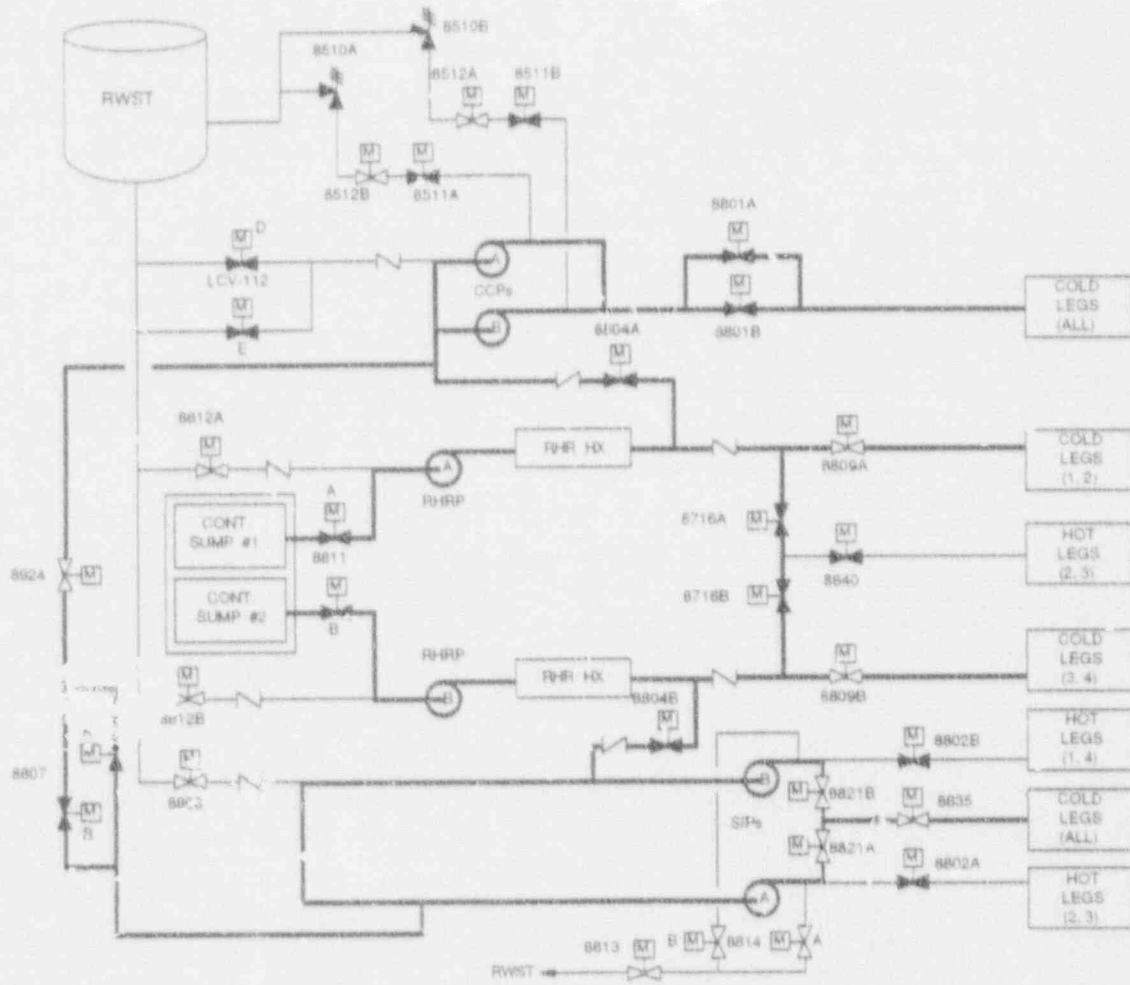 8510B
8510A
8512A
8511B
RWST
M
M
M
M
8512B
8511A
8801A
M
D
M
LCV-112
A
CCPs
M
COLD
LEGS
(ALL)
M
E
B
8804A
8801B
M
8812A
M
M
RHR HX
A
RHRP
8809A
COLD
LEGS
(1, 2)
A
M
CONT.
SUMP #1
8811
8716A
M
HOT
LEGS
(2, 3)
M
8840
8924
M
CONT.
SUMP #2
M
B
8716B
M
RHRP
M
COLD
LEGS
(3, 4)
RHR HX
B
8804B
8809B
8812B
M
M
8802B
HOT
LEGS
(1, 4)
8807
M
B
M
B
M
8821B
8835
SIPs
COLD
LEGS
(ALL)
M
8821A
8802A
M
A
HOT
LEGS
(2, 3)
8813
B
M
8814
M
A
M
RWST